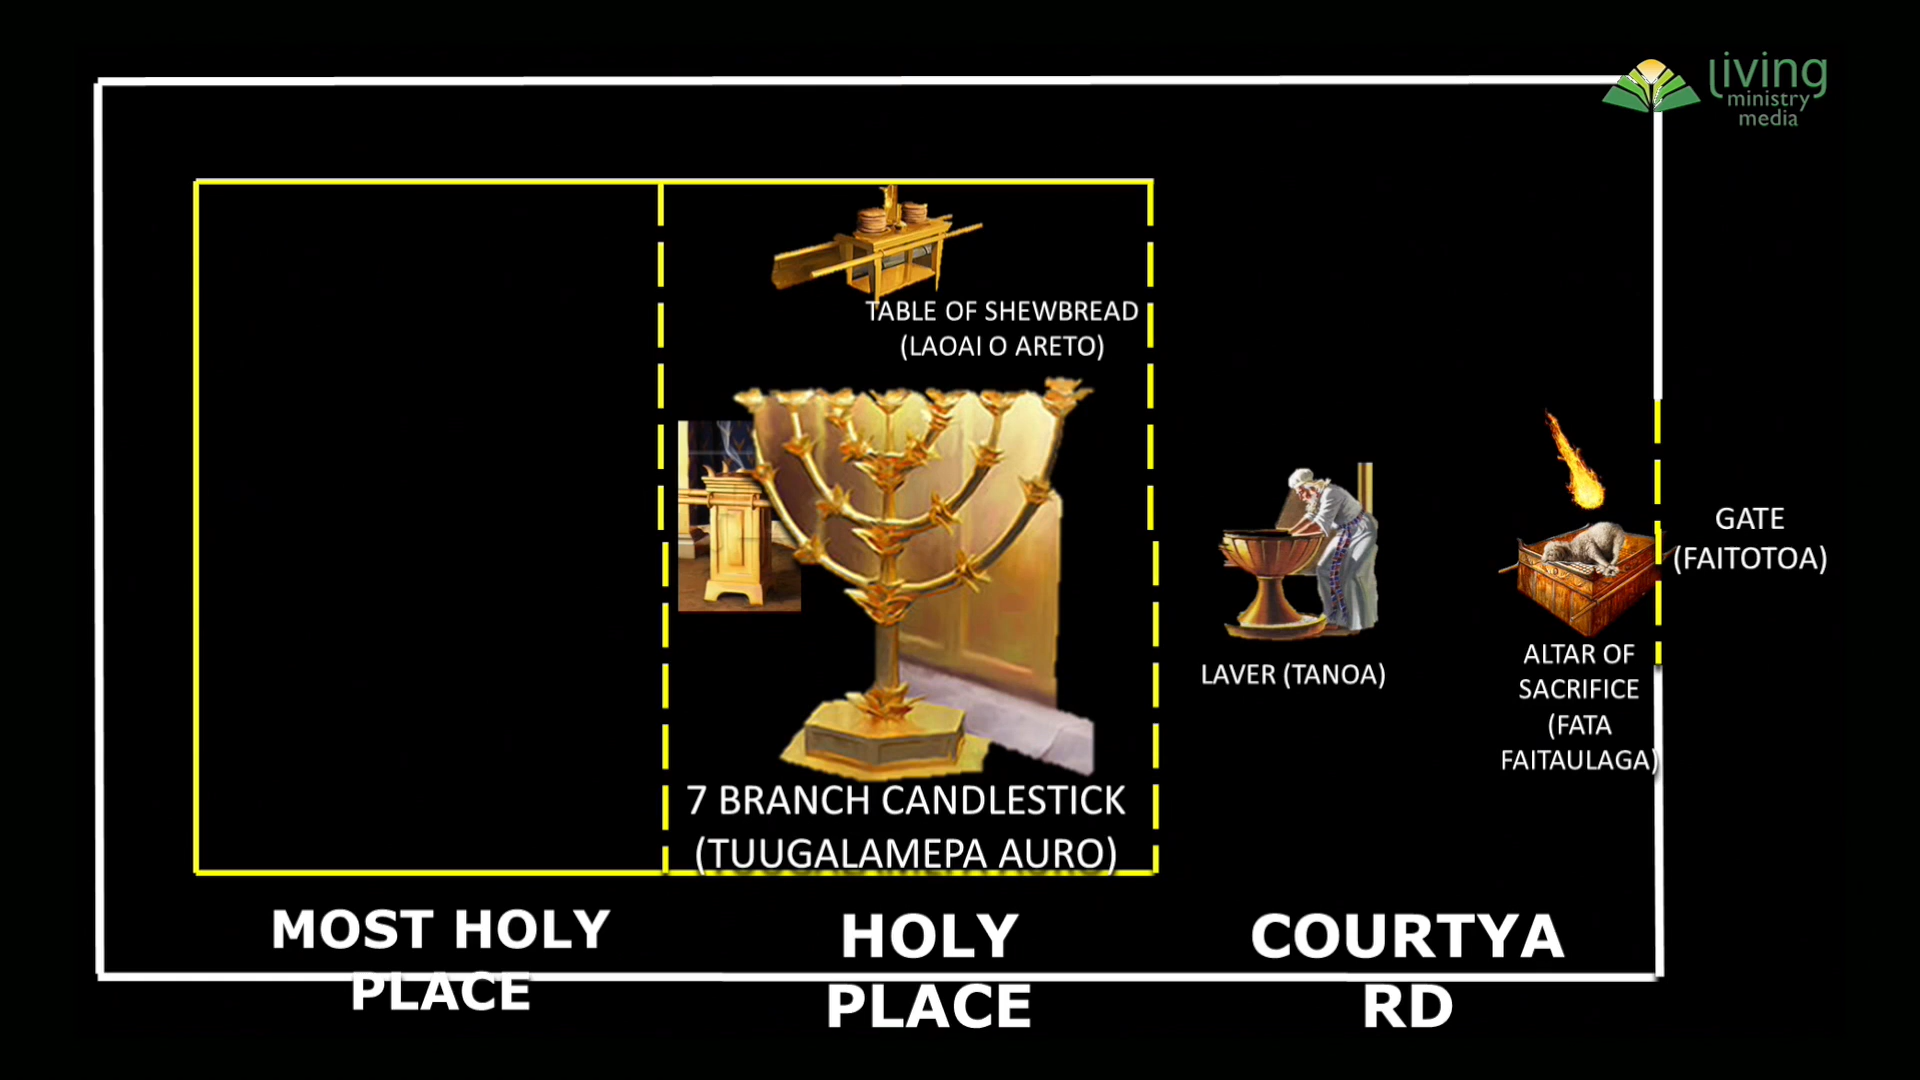 living
ministry
media
TABLE OF SHEWBREAD
(LAOAI O ARETO)
GATE
(FAITOTOA)
LAVER (TANOA)
ALTAR OF
SACRIFICE
(FATA
FAITAULAGA)
7 BRANCH CANDLESTICK
(TUUGALAMEPA AURO)
MOST HOLY
PLACE
HOLY
PLACE
COURTYA
RD